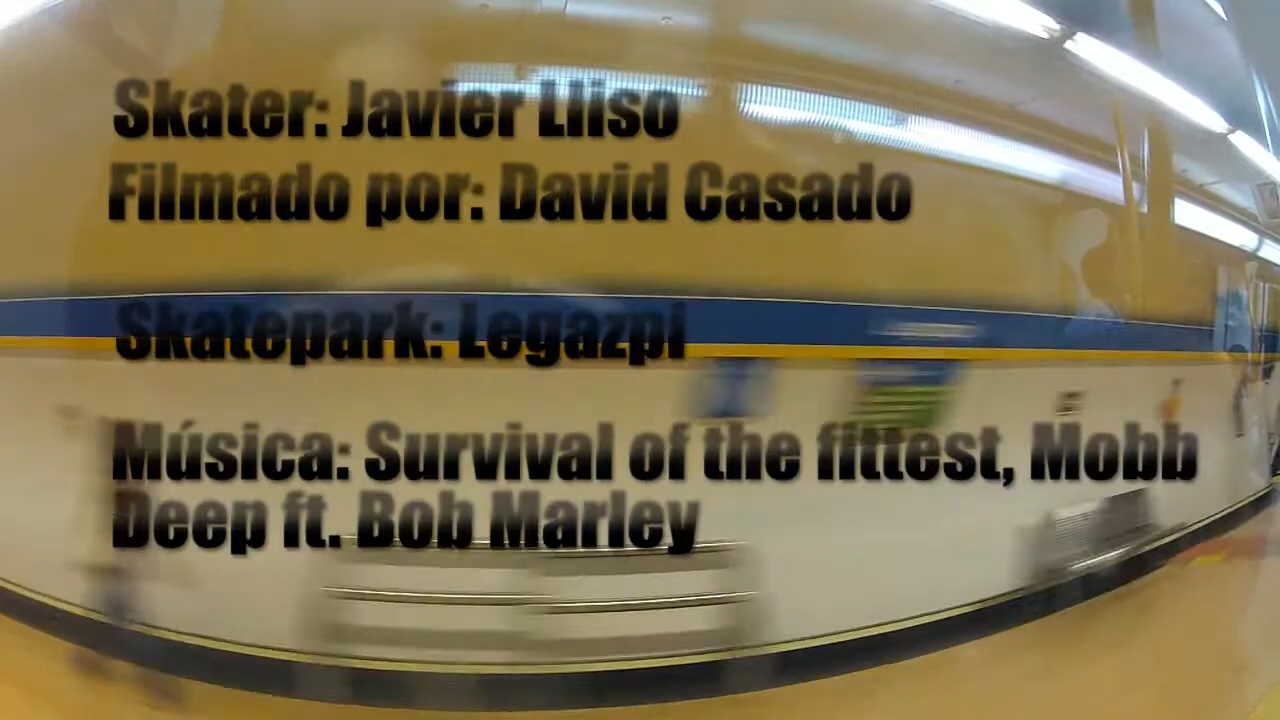 Skater: Javier Lliso
Filmado por: David Casado
Skatepark: Legazpi
Música: Survival of the fittest, Mobb
Deep ft. Bob Marley